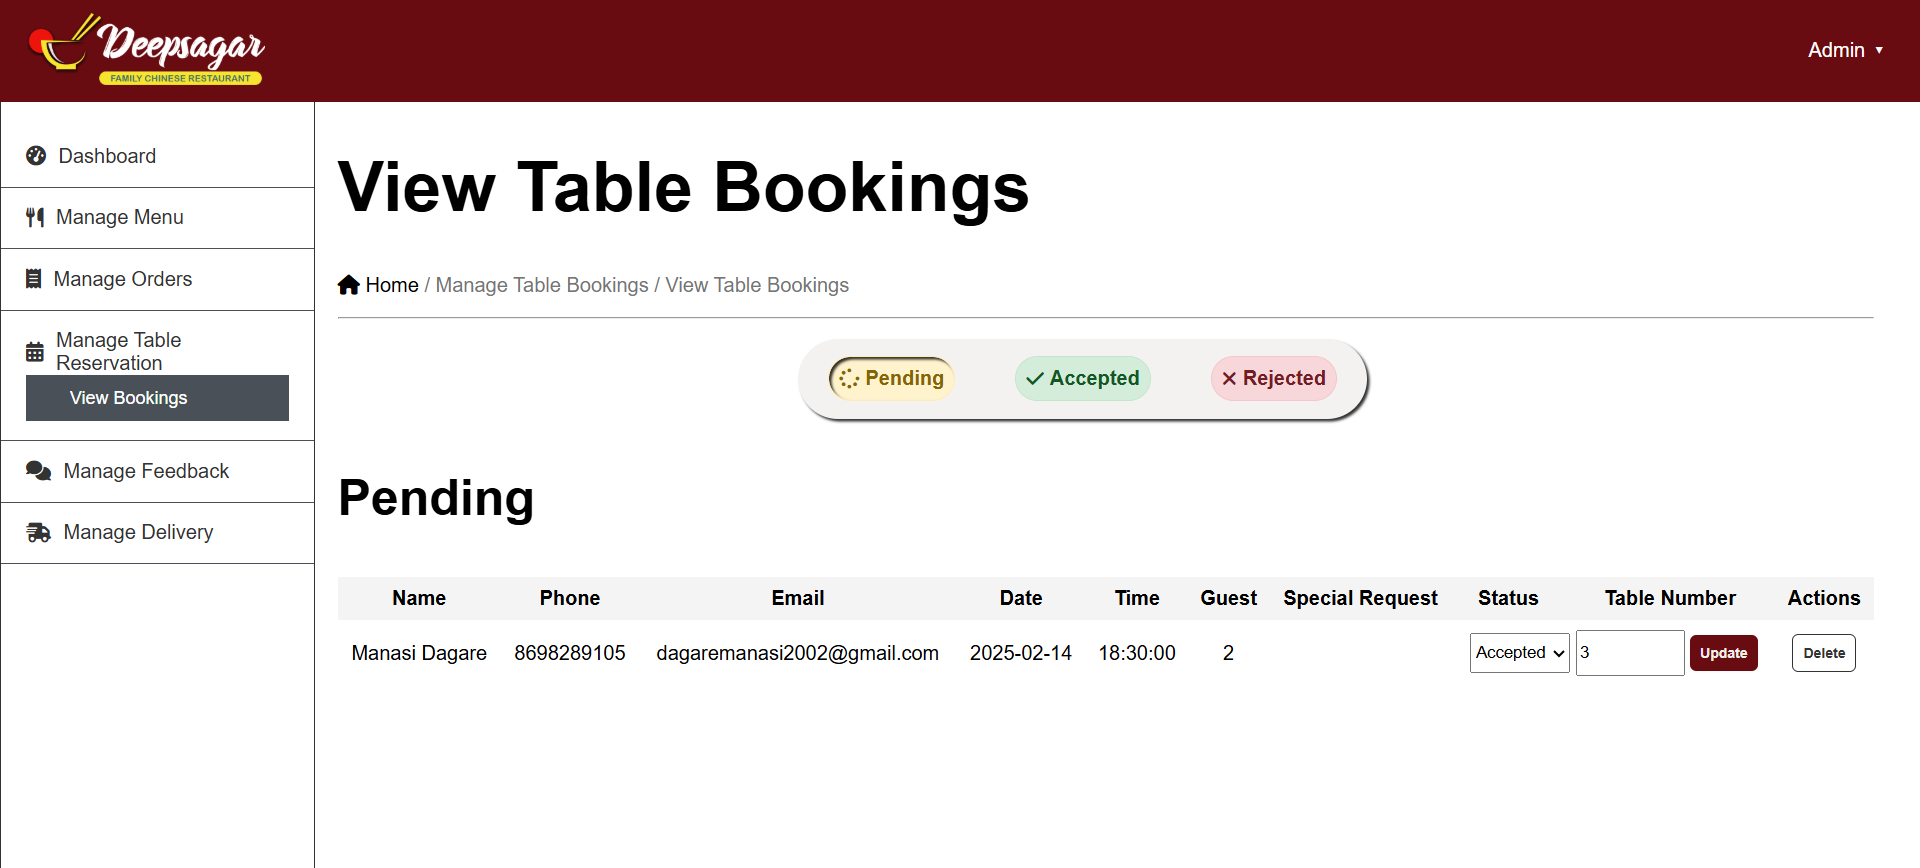 Deepsagar
FAMILY CHINESE RESTAURANT
Admin ▼
Dashboard
Manage Menu
Manage Orders
Manage Table
Reservation
View Bookings
Manage Feedback
Manage Delivery
View Table Bookings
Home / Manage Table Bookings / View Table Bookings
Pending Accepted Rejected
Pending
Name Phone Email Date Time Guest Special Request Status Table Number Actions
Manasi Dagare 8698289105 dagaremanasi2002@gmail.com 2025-02-14 18:30:00 2 Accepted 3 Update Delete